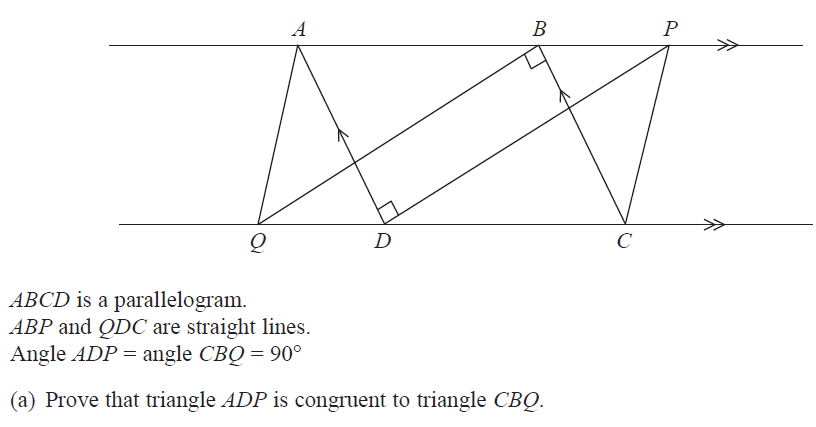 A B P
Q D C
ABCD is a parallelogram.
ABP and QDC are straight lines.
Angle ADP = angle CBQ = 90°
(a) Prove that triangle ADP is congruent to triangle CBQ.